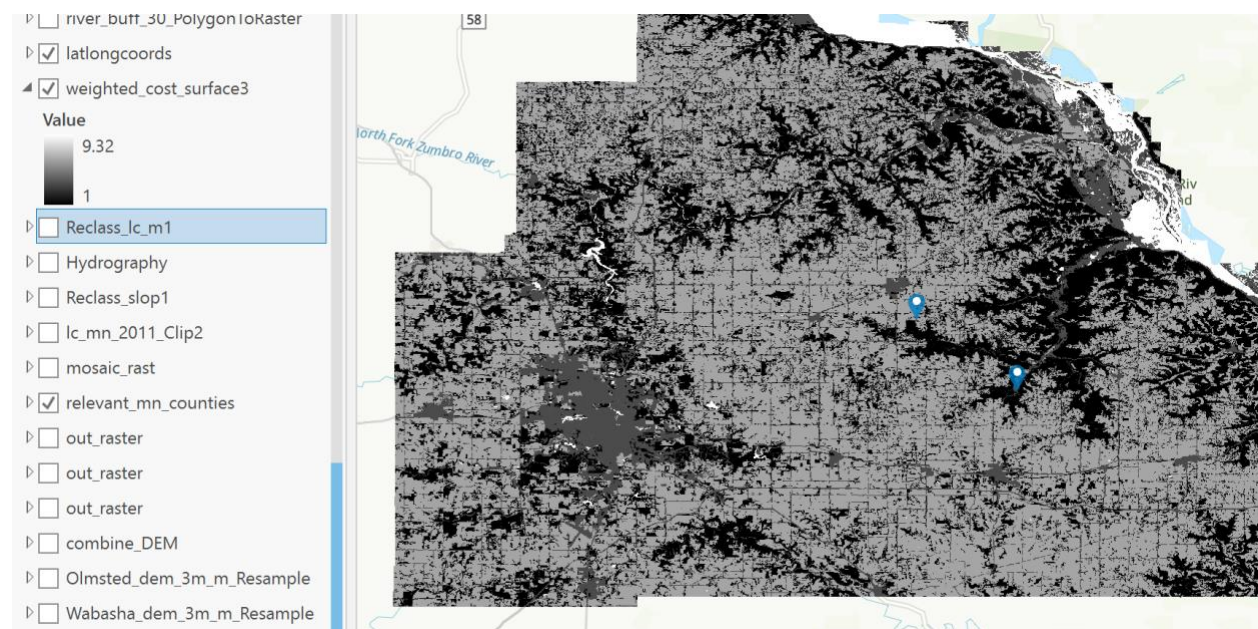 river_buff_30_PolygonToRaster
latlongcoords
weighted_cost_surface3
Value
9.32
1
Reclass_lc_m1
Hydrography
Reclass_slop1
lc_mn_2011_Clip2
mosaic_rast
relevant_mn_counties
out_raster
out_raster
out_raster
combine_DEM
Olmsted_dem_3m_m_Resample
Wabasha_dem_3m_m_Resample
58
North Fork Zumbro River